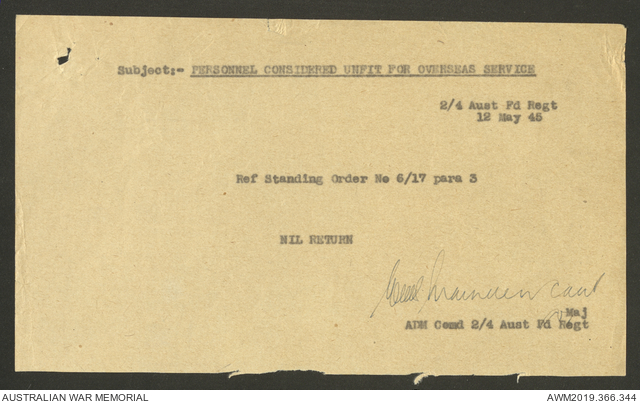 Subject:- PERSONNEL CONSIDERED UNFIT FOR OVERSEAS SERVICE
2/4 Aust Fd Regt
12 May 45
Ref Standing Order No 6/17 para 3
NIL RETURN
Capt
Maj
ADM Comd 2/4 Aust Fd Regt
AUSTRALIAN WAR MEMORIAL
AWM2019.366.344